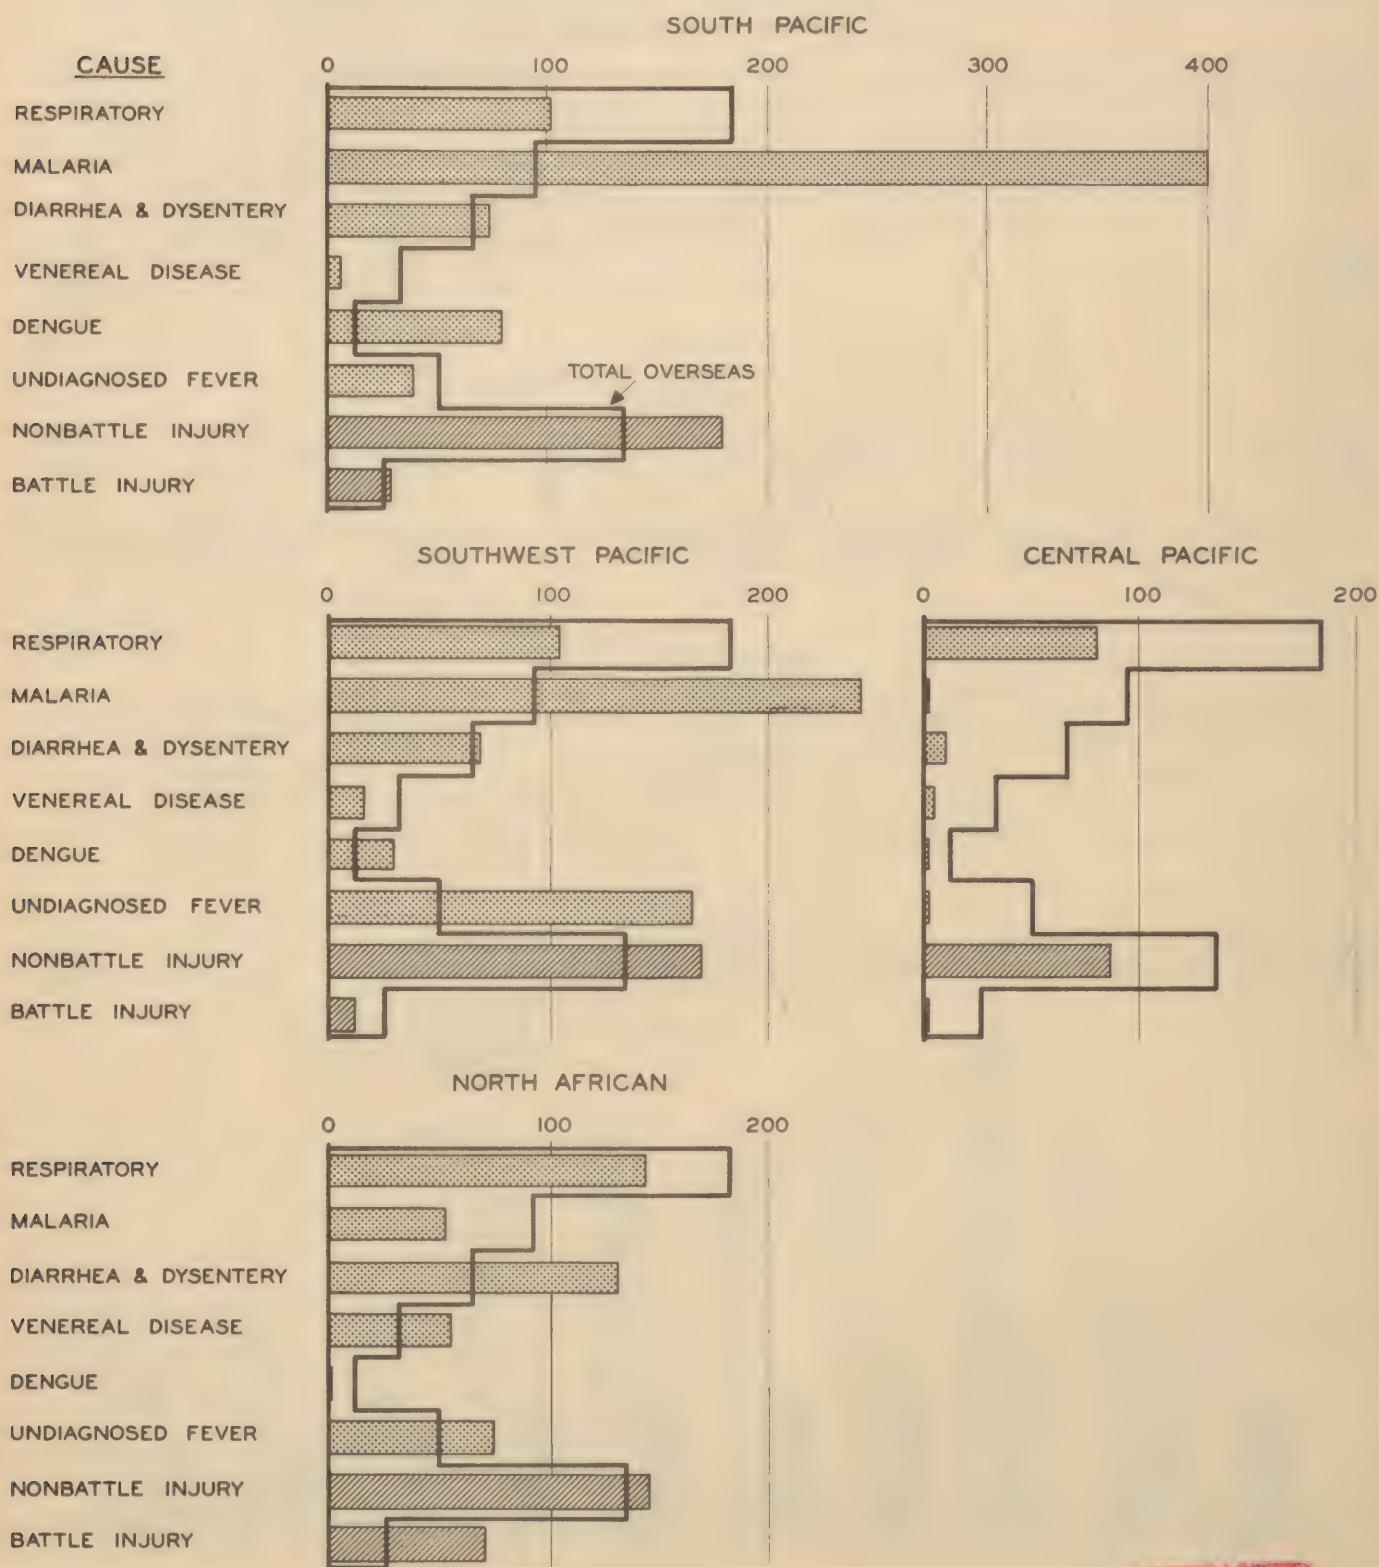 SOUTH PACIFIC
CAUSE 0 100 200 300 400
RESPIRATORY
MALARIA
DIARRHEA & DYSENTERY
VENEREAL DISEASE
DENGUE
UNDIAGNOSED FEVER
TOTAL OVERSEAS
NONBATTLE INJURY
BATTLE INJURY
SOUTHWEST PACIFIC
0 100 200
RESPIRATORY
MALARIA
DIARRHEA & DYSENTERY
VENEREAL DISEASE
DENGUE
UNDIAGNOSED FEVER
NONBATTLE INJURY
BATTLE INJURY
CENTRAL PACIFIC
0 100 200
NORTH AFRICAN
0 100 200
RESPIRATORY
MALARIA
DIARRHEA & DYSENTERY
VENEREAL DISEASE
DENGUE
UNDIAGNOSED FEVER
NONBATTLE INJURY
BATTLE INJURY